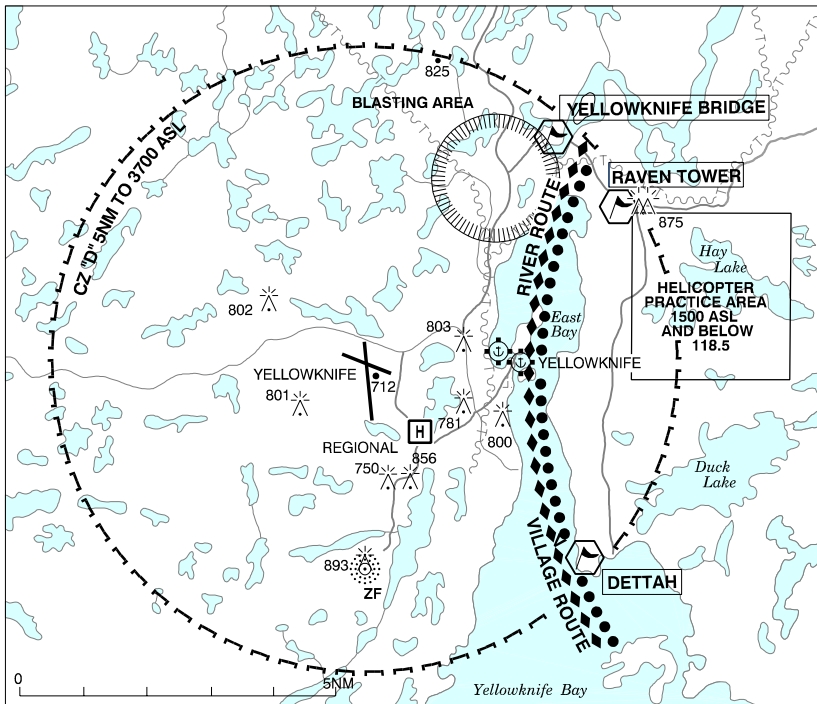 825
BLASTING AREA
YELLOWKNIFE BRIDGE
CZ "D" 5NM TO 3700 ASL
RAVEN TOWER
875
RIVER ROUTE
Hay
Lake
HELICOPTER
PRACTICE AREA
1500 ASL
AND BELOW
118.5
802
East
Bay
803
YELLOWKNIFE
YELLOWKNIFE
712
801
781
800
H
REGIONAL
856
750
Duck
Lake
893
ZF
VILLAGE ROUTE
DETTAH
0
5NM
Yellowknife Bay